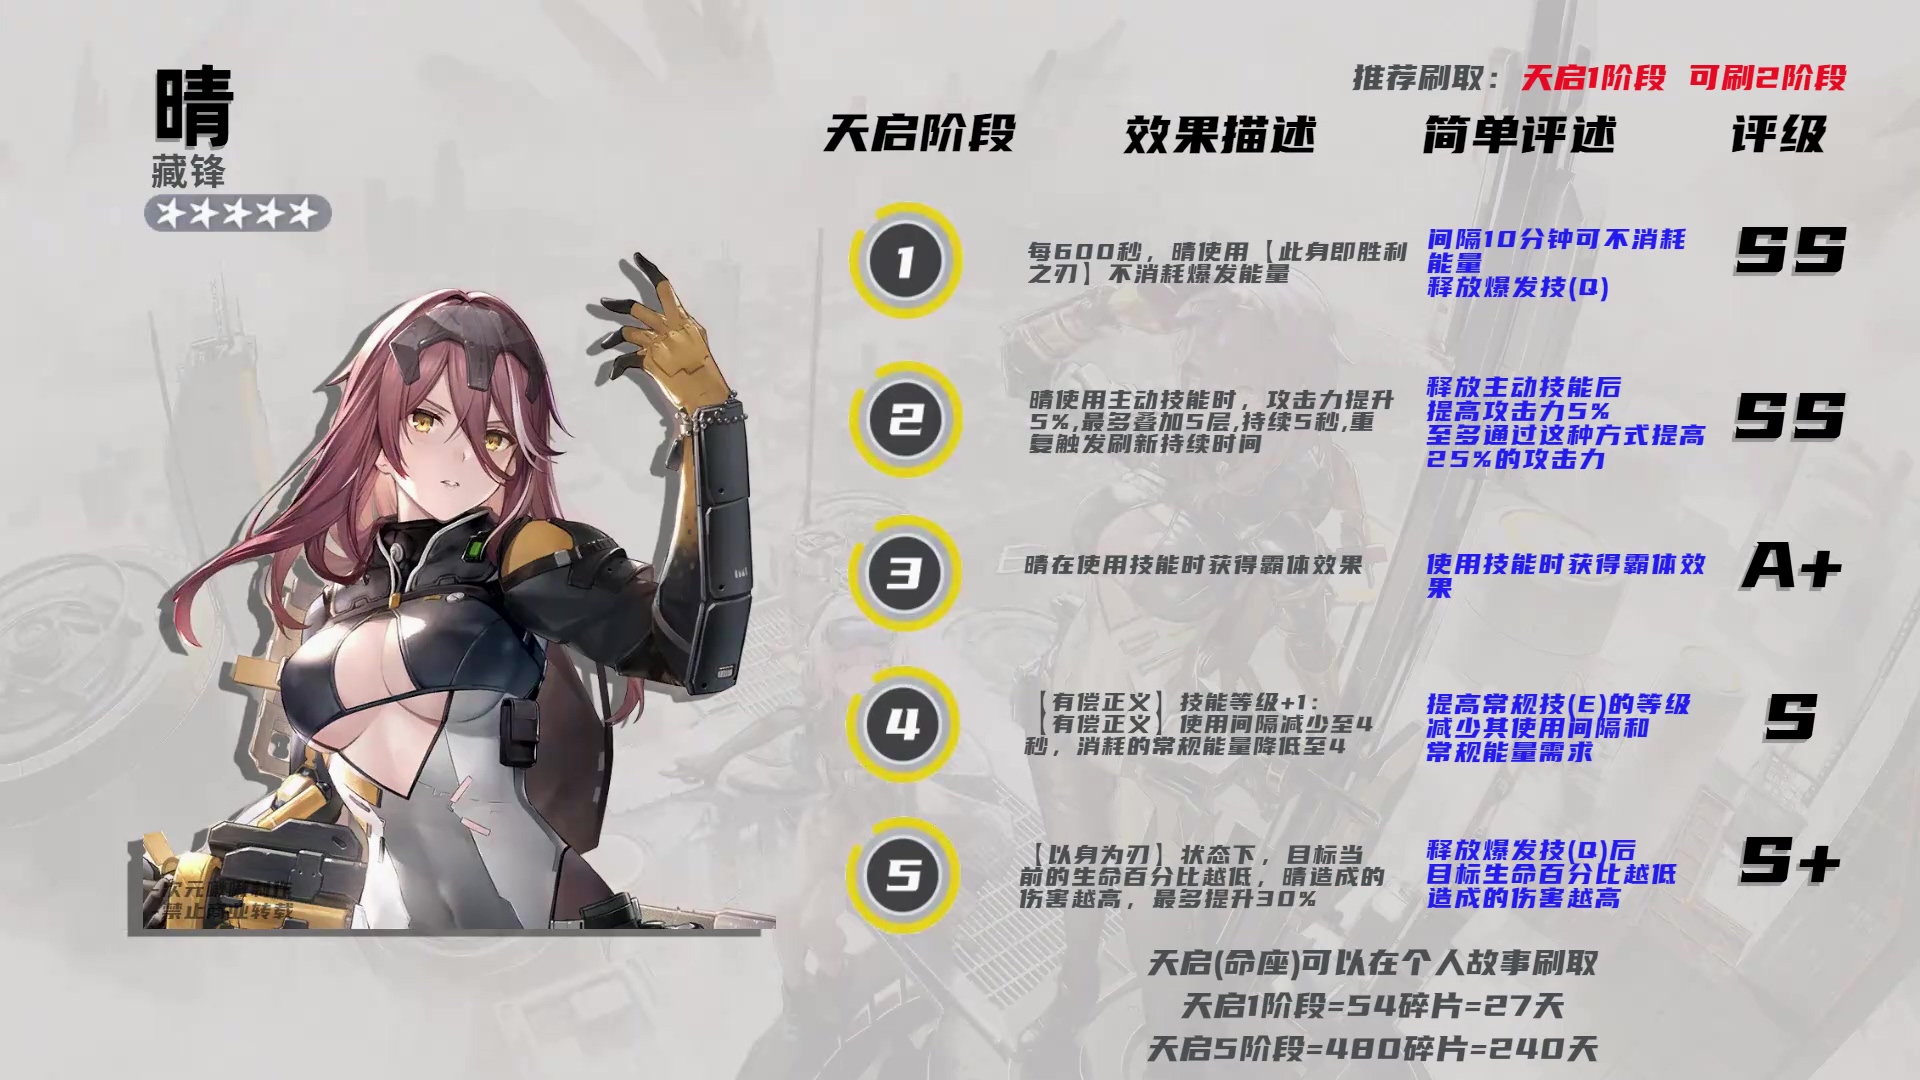 晴
藏锋
推荐刷取：天启1阶段 可刷2阶段
天启阶段 效果描述 简单评述 评级
1
每600秒，晴使用【此身即胜利
之刃】不消耗爆发能量
间隔10分钟可不消耗
能量
释放爆发技(Q)
SS
2
晴使用主动技能时，攻击力提升
5%,最多叠加5层,持续5秒,重
复触发刷新持续时间
释放主动技能后
提高攻击力5%
至多通过这种方式提高
25%的攻击力
SS
3
晴在使用技能时获得霸体效果
使用技能时获得霸体效
果
A+
4
【有偿正义】技能等级+1：
【有偿正义】使用间隔减少至4
秒，消耗的常规能量降低至4
提高常规技(E)的等级
减少其使用间隔和
常规能量需求
S
5
【以身为刃】状态下，目标当
前的生命百分比越低，晴造成的
伤害越高，最多提升30%
释放爆发技(Q)后
目标生命百分比越低
造成的伤害越高
S+
禁止商业转载
天启(命座)可以在个人故事刷取
天启1阶段=54碎片=27天
天启5阶段=480碎片=240天